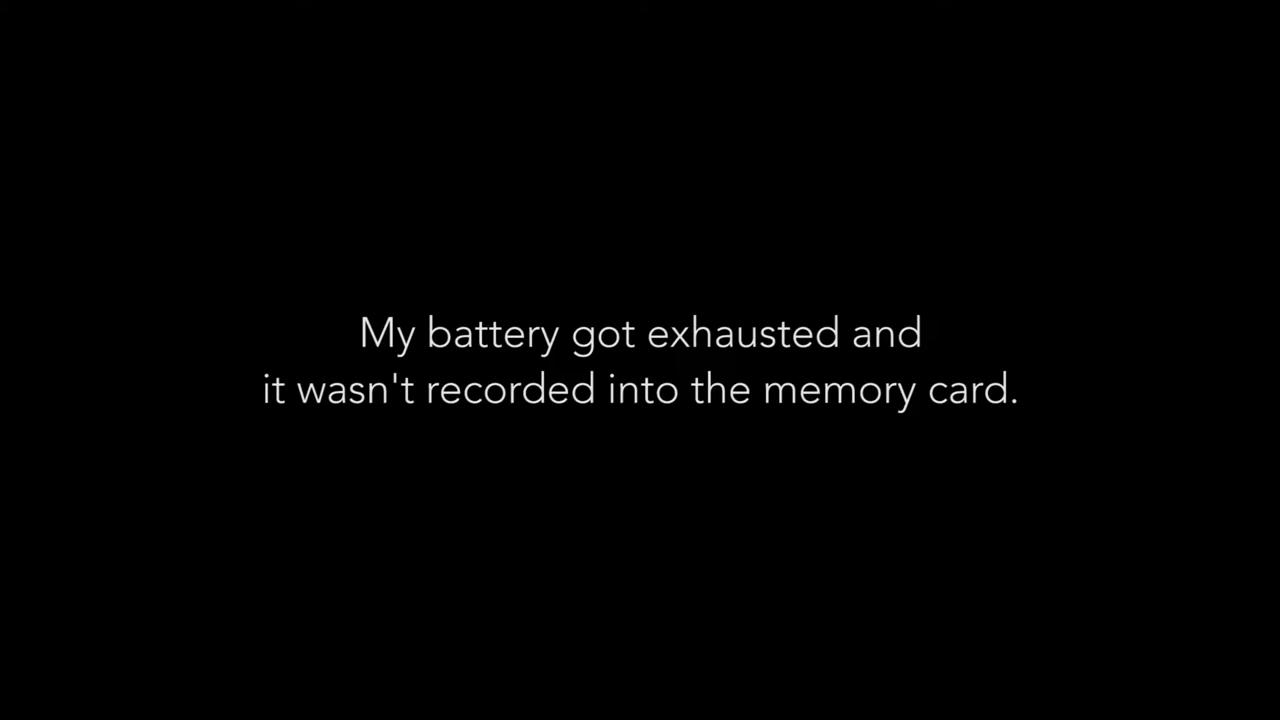 My battery got exhausted and
it wasn't recorded into the memory card.